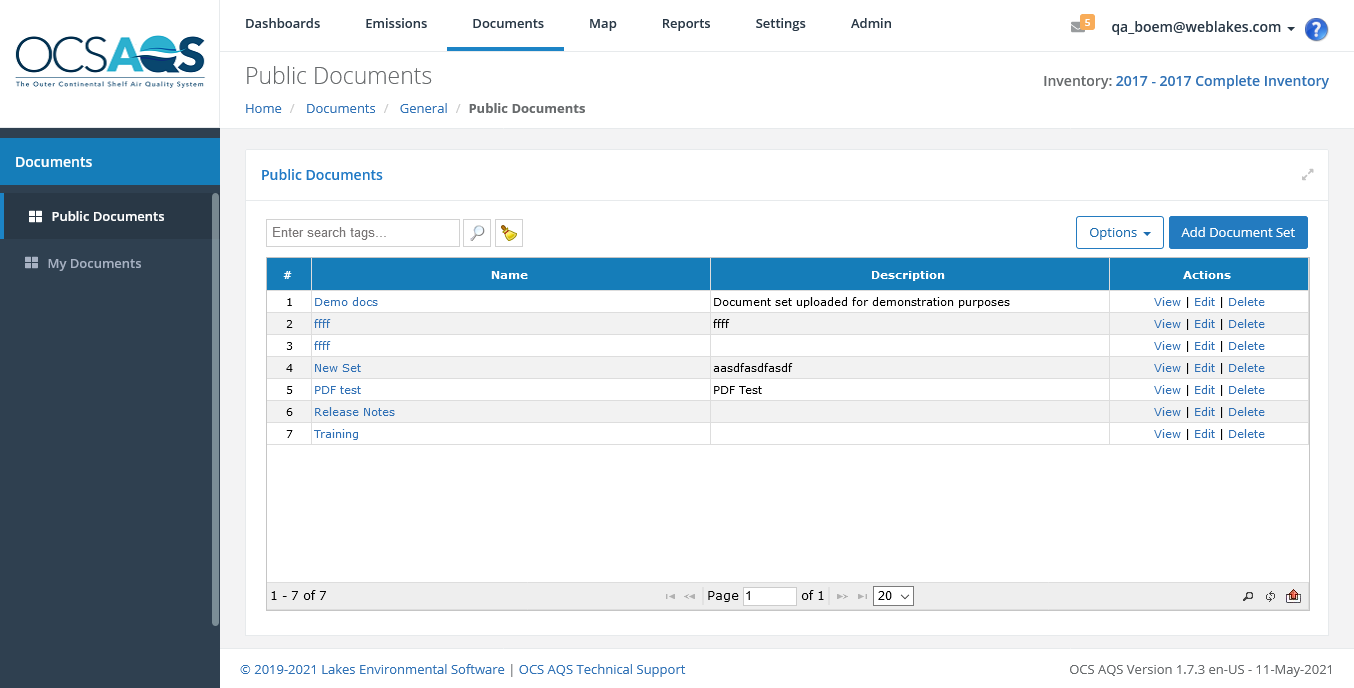 OCSAQS
The Outer Continental Shelf Air Quality System
Dashboards Emissions Documents Map Reports Settings Admin
5 qa_boem@weblakes.com ?
Public Documents
Inventory: 2017 - 2017 Complete Inventory
Home / Documents / General / Public Documents
Documents
Public Documents
My Documents
Public Documents
Enter search tags...
Options
Add Document Set
# Name Description Actions
1 Demo docs Document set uploaded for demonstration purposes View | Edit | Delete
2 ffff ffff View | Edit | Delete
3 ffff View | Edit | Delete
4 New Set aasdfasdfasdf View | Edit | Delete
5 PDF test PDF Test View | Edit | Delete
6 Release Notes View | Edit | Delete
7 Training View | Edit | Delete
1 - 7 of 7 Page 1 of 1 20
© 2019-2021 Lakes Environmental Software | OCS AQS Technical Support
OCS AQS Version 1.7.3 en-US - 11-May-2021